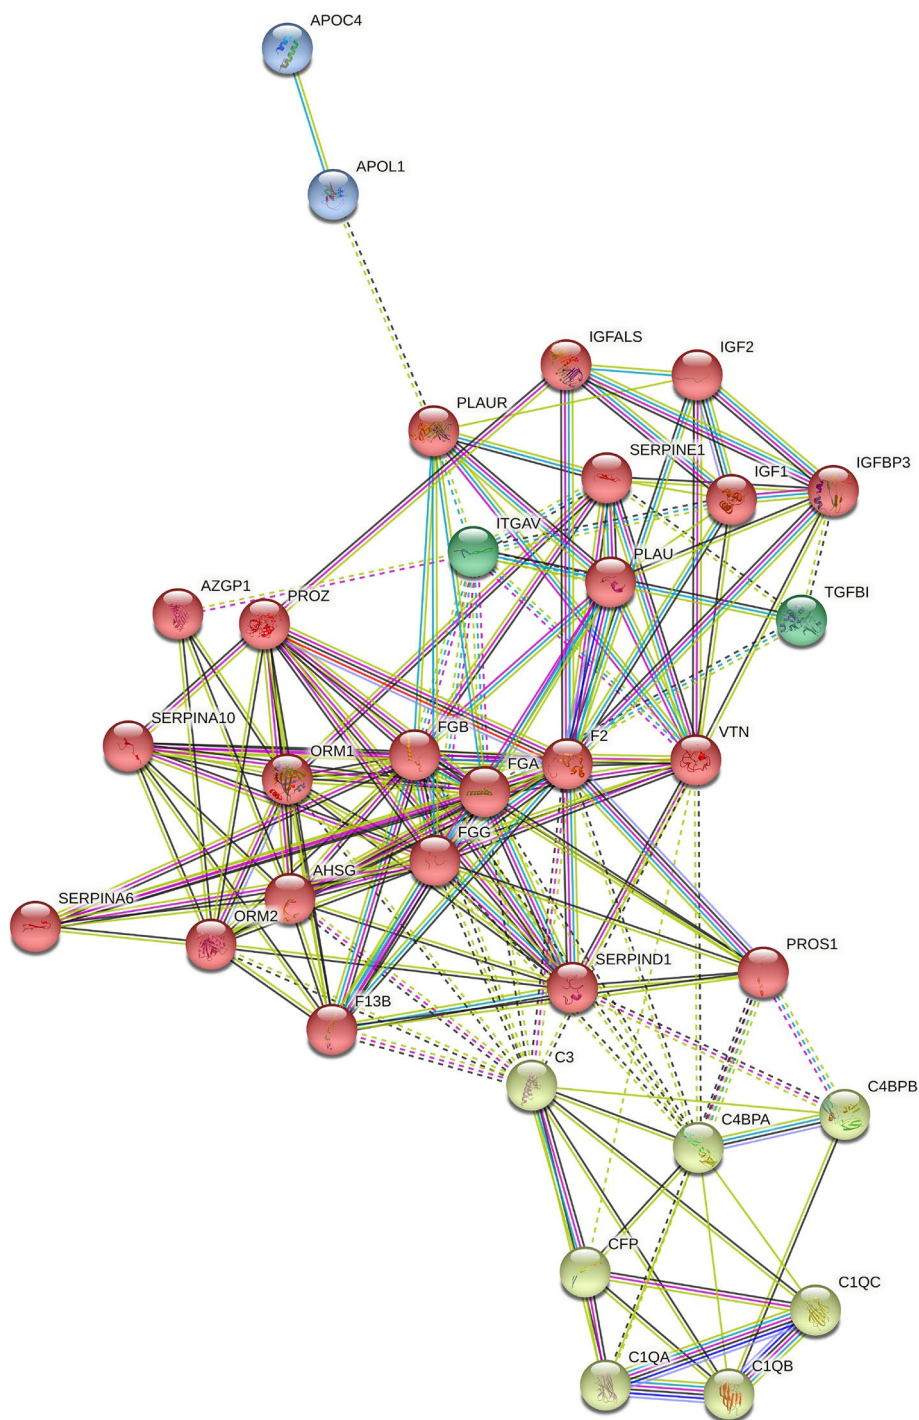 APOC4
APOL1
IGFALS
IGF2
PLAUR
SERPINE1
IGF1
IGFBP3
ITGAV
PLAU
TGFBI
AZGP1
PROZ
SERPINA10
ORM1
FGB
F2
VTN
FGA
FGG
AHSG
SERPINA6
ORM2
SERPIND1
PROS1
F13B
C3
C4BPB
C4BPA
CFP
C1QC
C1QA
C1QB